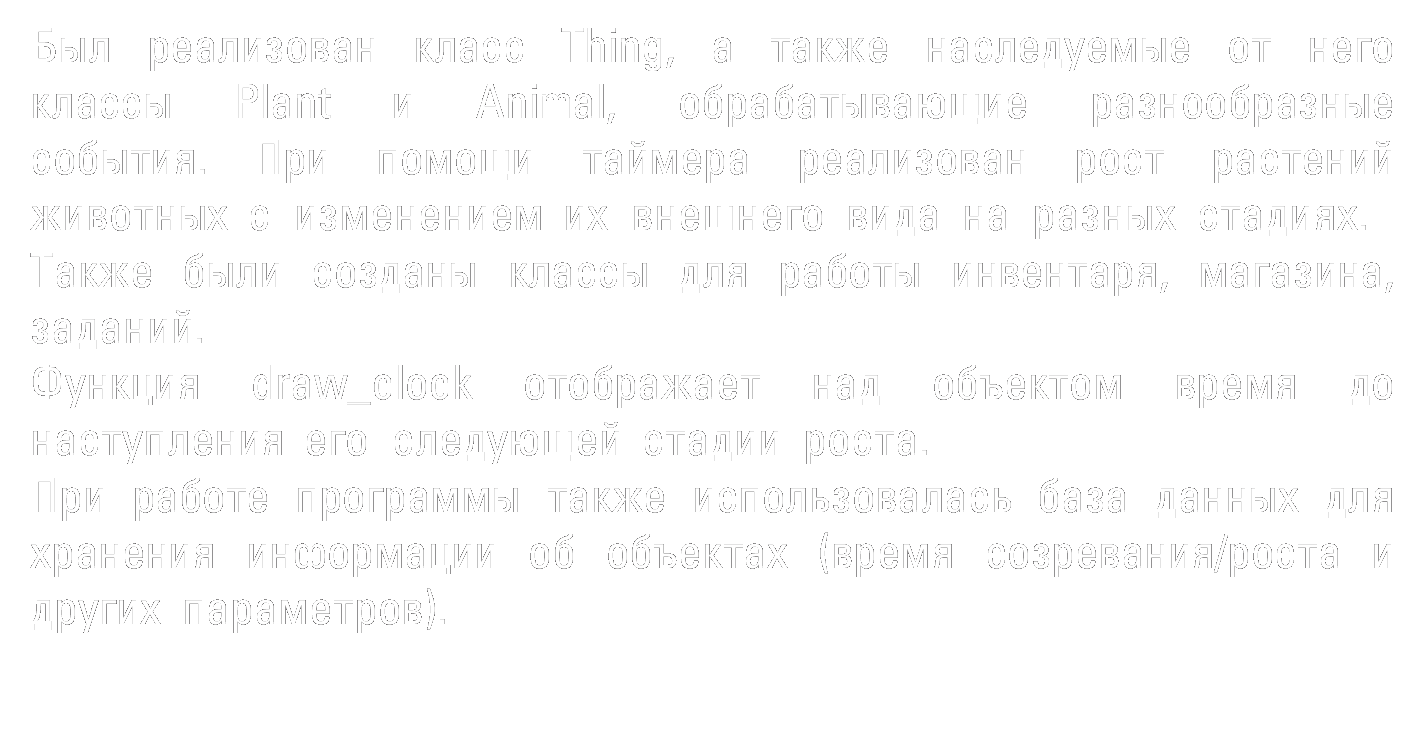 Был реализован класс Thing, а также наследуемые от него
классы Plant и Animal, обрабатывающие разнообразные
события. При помощи таймера реализован рост растений
животных с изменением их внешнего вида на разных стадиях.
Также были созданы классы для работы инвентаря, магазина,
заданий.
Функция draw_clock отображает над объектом время до
наступления его следующей стадии роста.
При работе программы также использовалась база данных для
хранения информации об объектах (время созревания/роста и
других параметров).